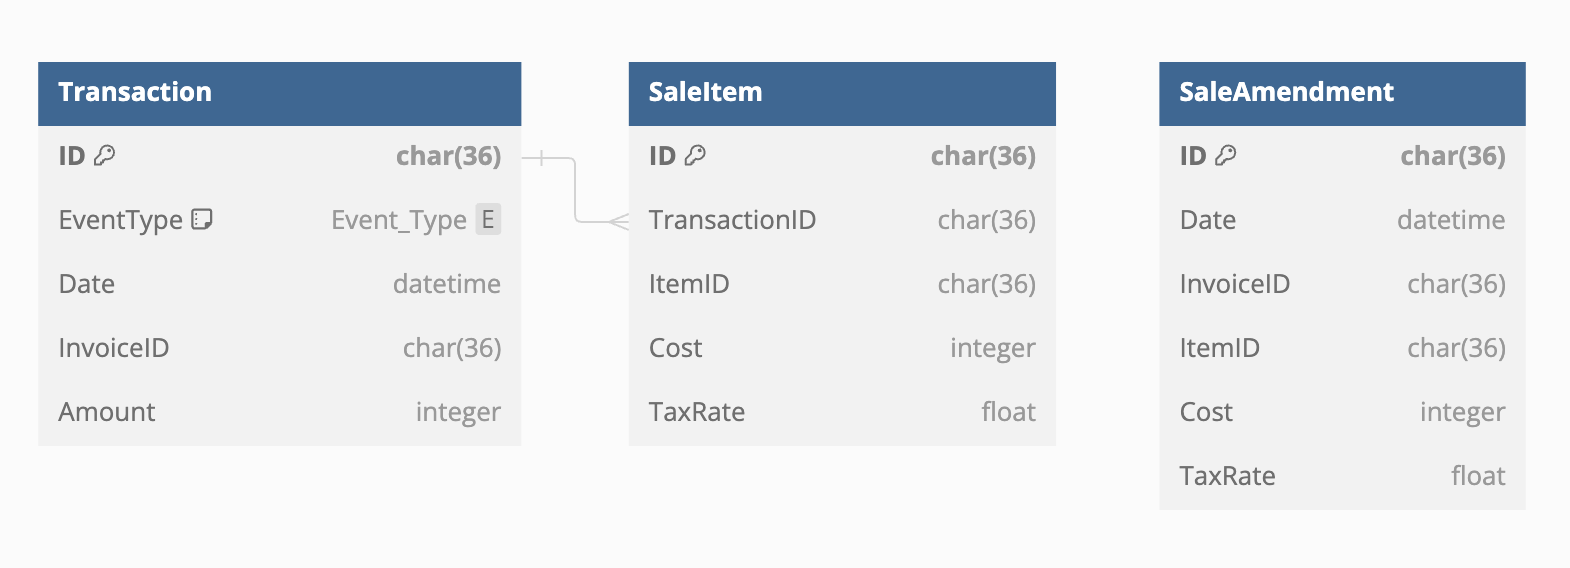 Transaction
ID char(36)
EventType Event_Type E
Date datetime
InvoiceID char(36)
Amount integer
SaleItem
ID char(36)
TransactionID char(36)
ItemID char(36)
Cost integer
TaxRate float
SaleAmendment
ID char(36)
Date datetime
InvoiceID char(36)
ItemID char(36)
Cost integer
TaxRate float